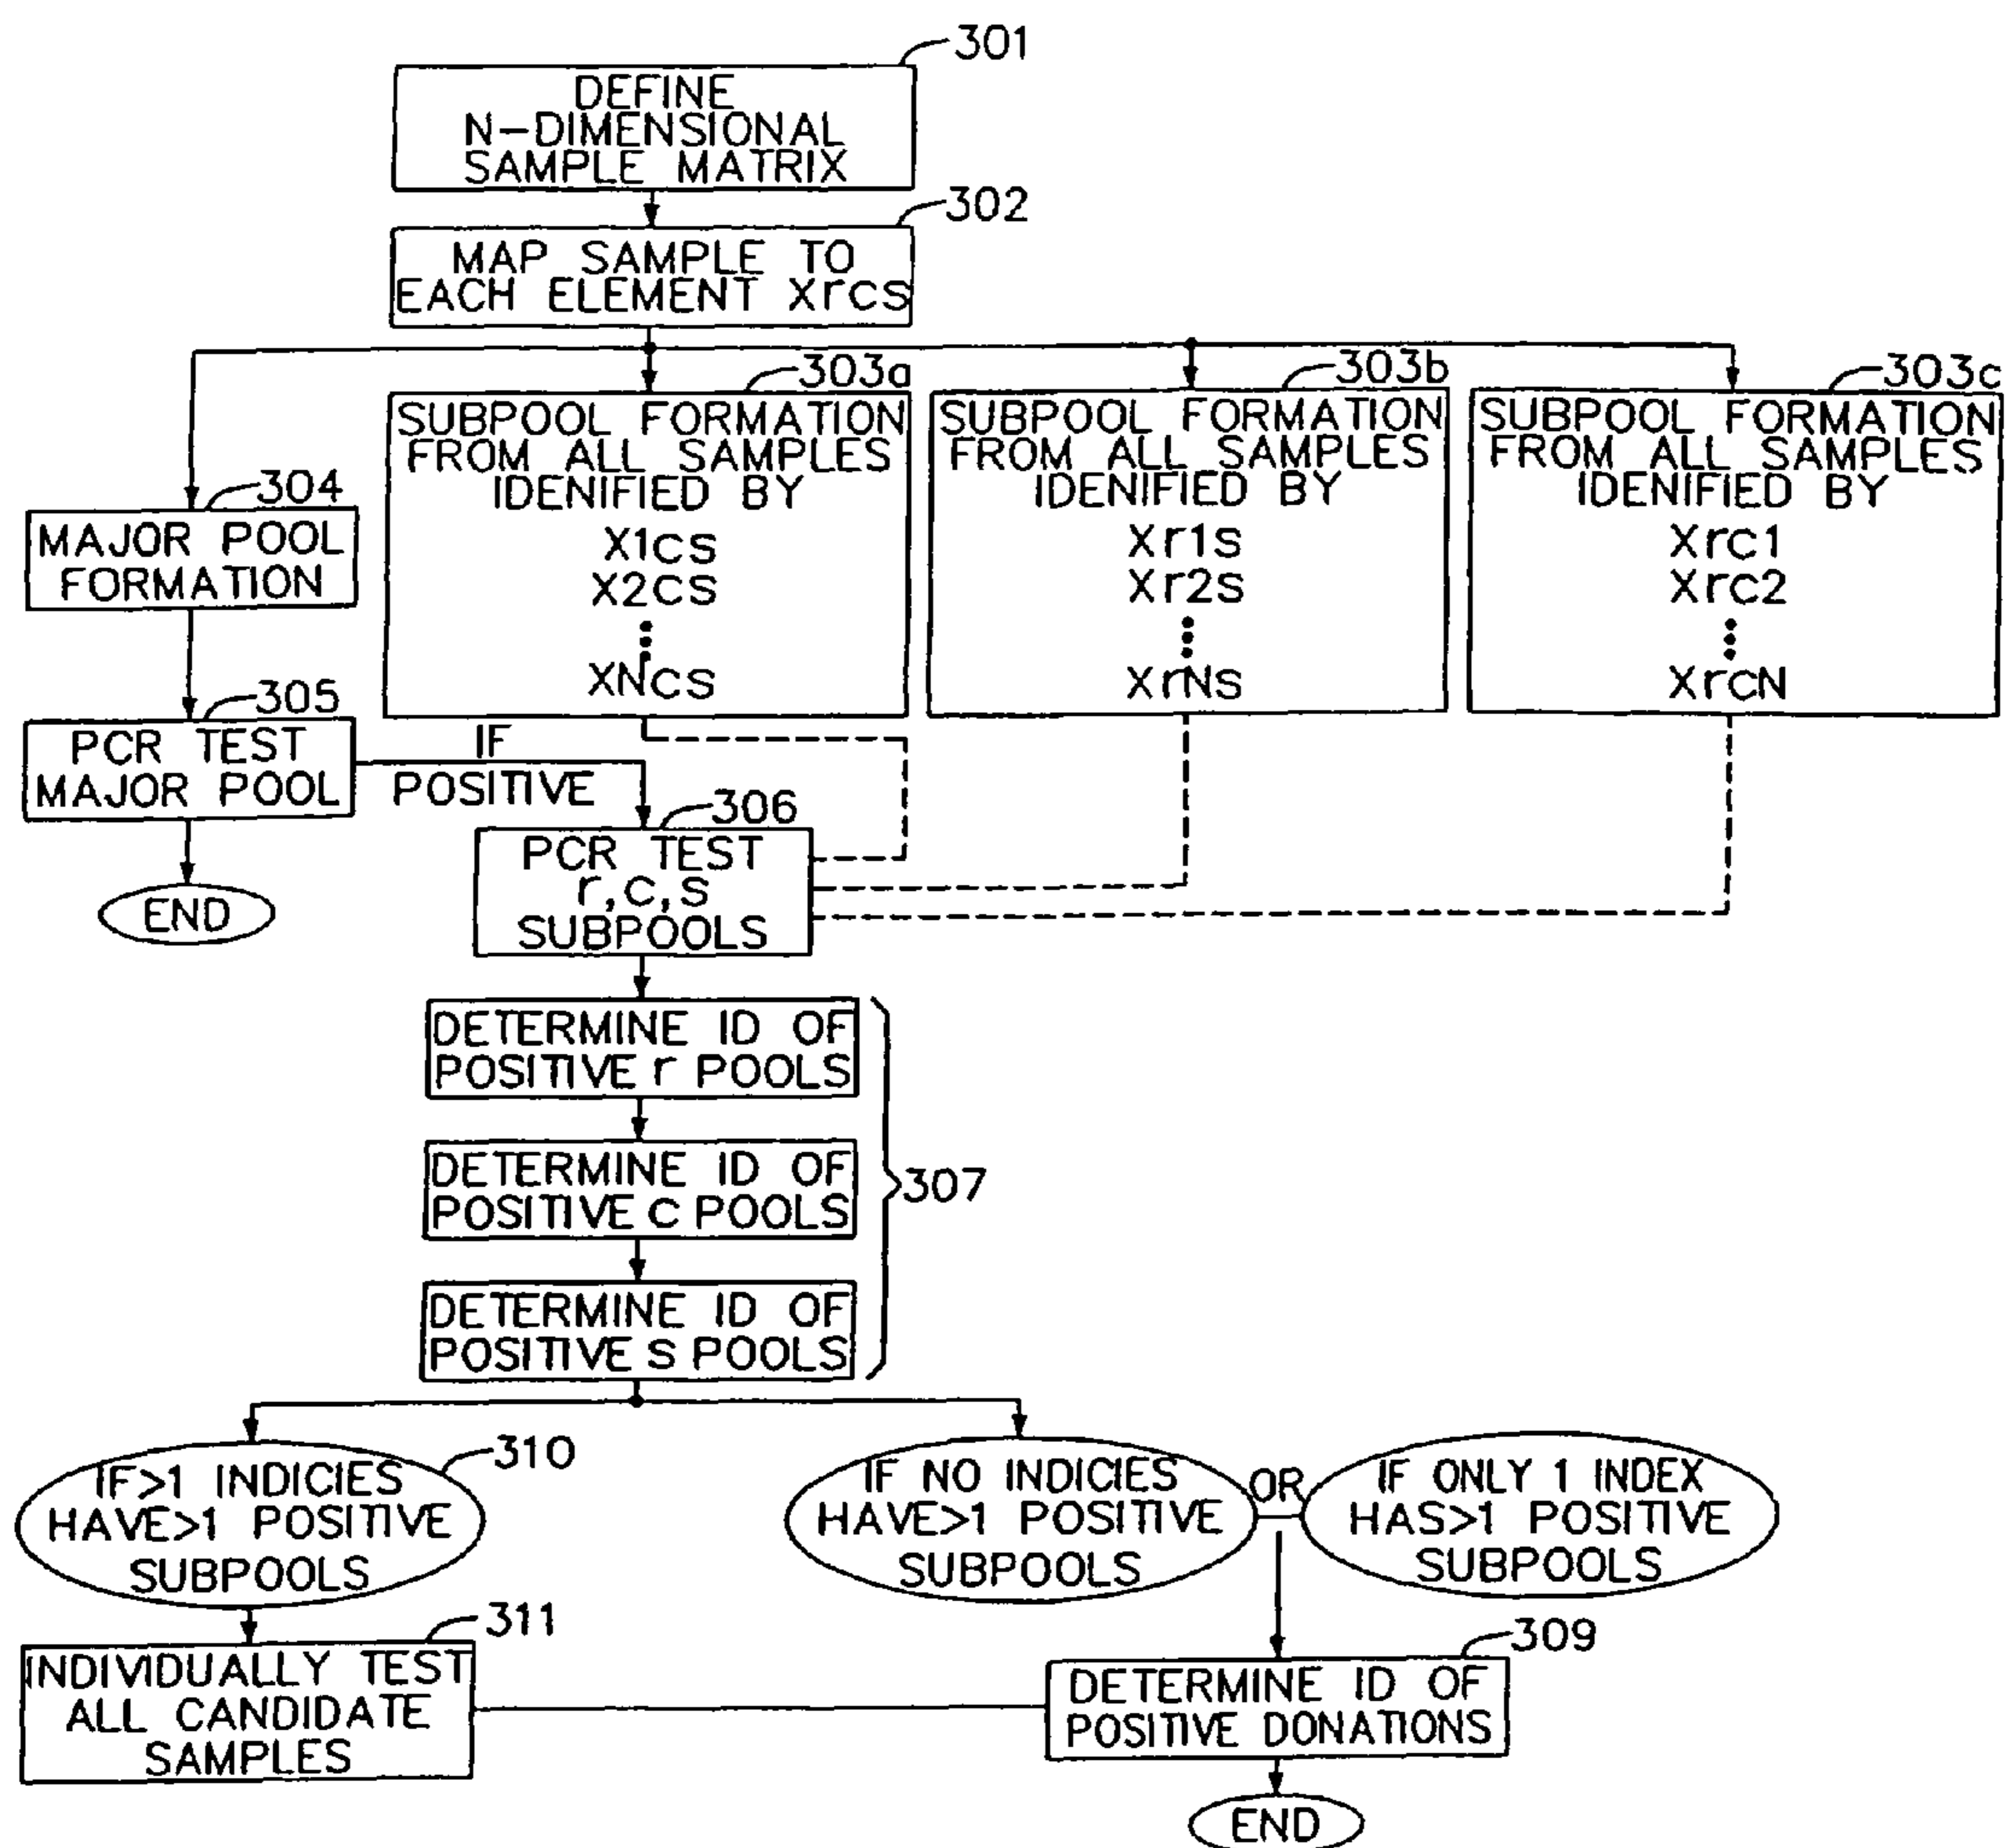 301
DEFINE
N-DIMENSIONAL
SAMPLE MATRIX
302
MAP SAMPLE TO
EACH ELEMENT Xrcs
303a
SUBPOOL FORMATION
FROM ALL SAMPLES
IDENIFIED BY
X1cs
X2cs
XNcs
303b
SUBPOOL FORMATION
FROM ALL SAMPLES
IDENIFIED BY
Xr1s
Xr2s
XrNs
303c
SUBPOOL FORMATION
FROM ALL SAMPLES
IDENIFIED BY
Xrc1
Xrc2
XrcN
304
MAJOR POOL
FORMATION
305
PCR TEST
MAJOR POOL
IF
POSITIVE
END
306
PCR TEST
r,c,s
SUBPOOLS
DETERMINE ID OF
POSITIVE r POOLS
DETERMINE ID OF
POSITIVE c POOLS
DETERMINE ID OF
POSITIVE s POOLS
307
310
IF>1 INDICIES
HAVE>1 POSITIVE
SUBPOOLS
IF NO INDICIES
HAVE>1 POSITIVE
SUBPOOLS
OR
IF ONLY 1 INDEX
HAS>1 POSITIVE
SUBPOOLS
311
INDIVIDUALLY TEST
ALL CANDIDATE
SAMPLES
309
DETERMINE ID OF
POSITIVE DONATIONS
END